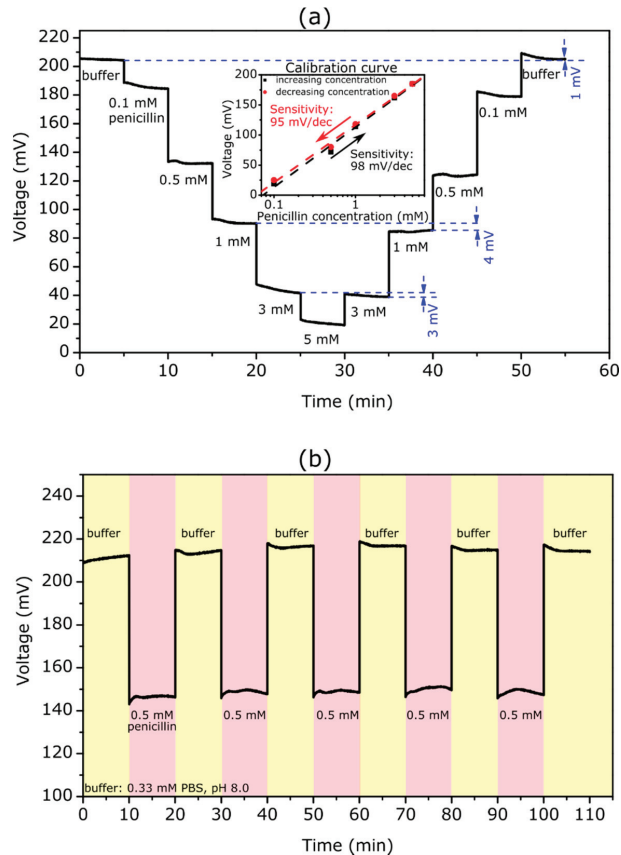 (a)
220
200
180
160
140
120
100
80
60
40
20
0
Voltage (mV)
buffer
0.1 mM
penicillin
0.5 mM
1 mM
3 mM
5 mM
3 mM
1 mM
0.5 mM
0.1 mM
buffer
1 mV
4 mV
3 mV
Calibration curve
increasing concentration
decreasing concentration
Sensitivity:
95 mV/dec
Sensitivity:
98 mV/dec
200
150
100
50
0
Voltage (mV)
0.1
1
Penicillin concentration (mM)
0 10 20 30 40 50 60
Time (min)
(b)
240
220
200
180
160
140
120
100
Voltage (mV)
buffer buffer buffer buffer buffer buffer
0.5 mM 0.5 mM 0.5 mM 0.5 mM 0.5 mM
penicillin
buffer: 0.33 mM PBS, pH 8.0
0 10 20 30 40 50 60 70 80 90 100 110
Time (min)